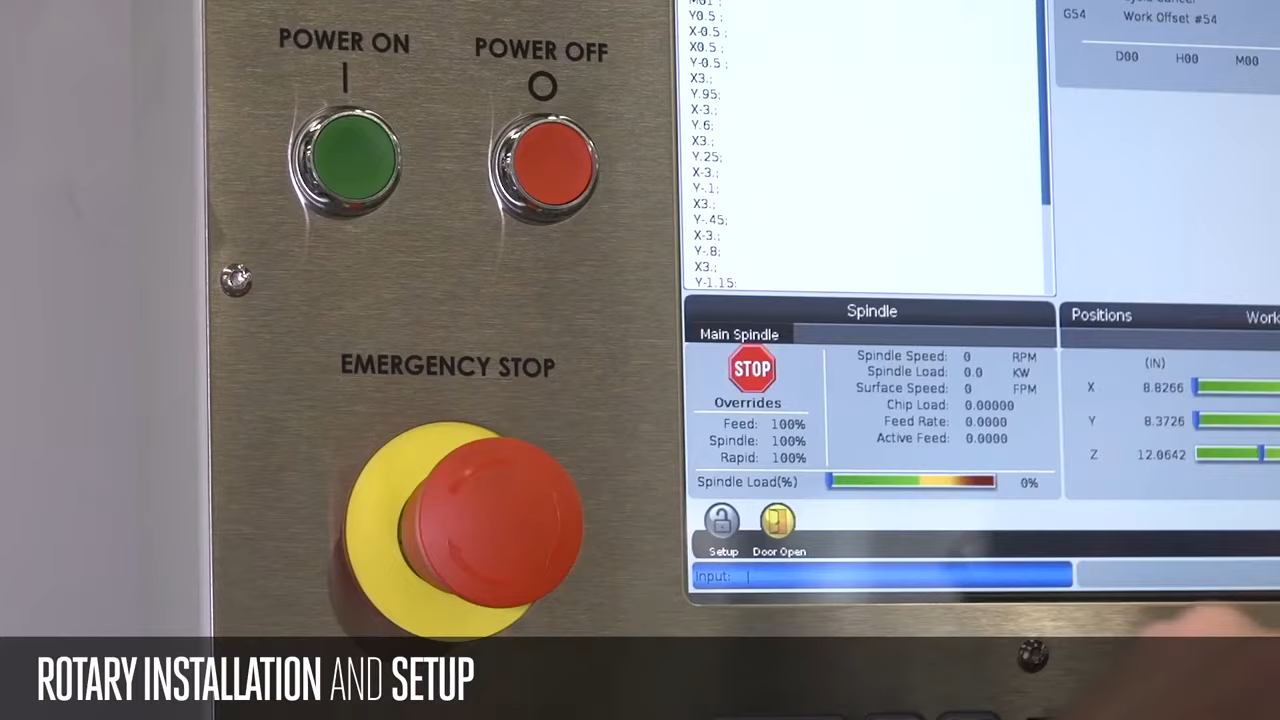 POWER ON
POWER OFF
EMERGENCY STOP
Y0.5 ;
X-0.5 ;
X0.5 ;
Y-0.5 ;
X3.;
Y.95;
X-3.;
Y.6;
X3.;
Y.25;
X-3.;
Y-.1;
X3.;
Y-.45;
X-3.;
Y-.8;
X3.;
Y-1.15;
G54 Work Offset #54
D00 H00 M00
Spindle
Main Spindle
STOP
Overrides
Feed: 100%
Spindle: 100%
Rapid: 100%
Spindle Speed: 0 RPM
Spindle Load: 0.0 KW
Surface Speed: 0 FPM
Chip Load: 0.00000
Feed Rate: 0.0000
Active Feed: 0.0000
Spindle Load(%) 0%
Positions Work
(IN)
X 8.8266
Y 8.3726
Z 12.0642
Setup Door Open
Input:
ROTARY INSTALLATION AND SETUP